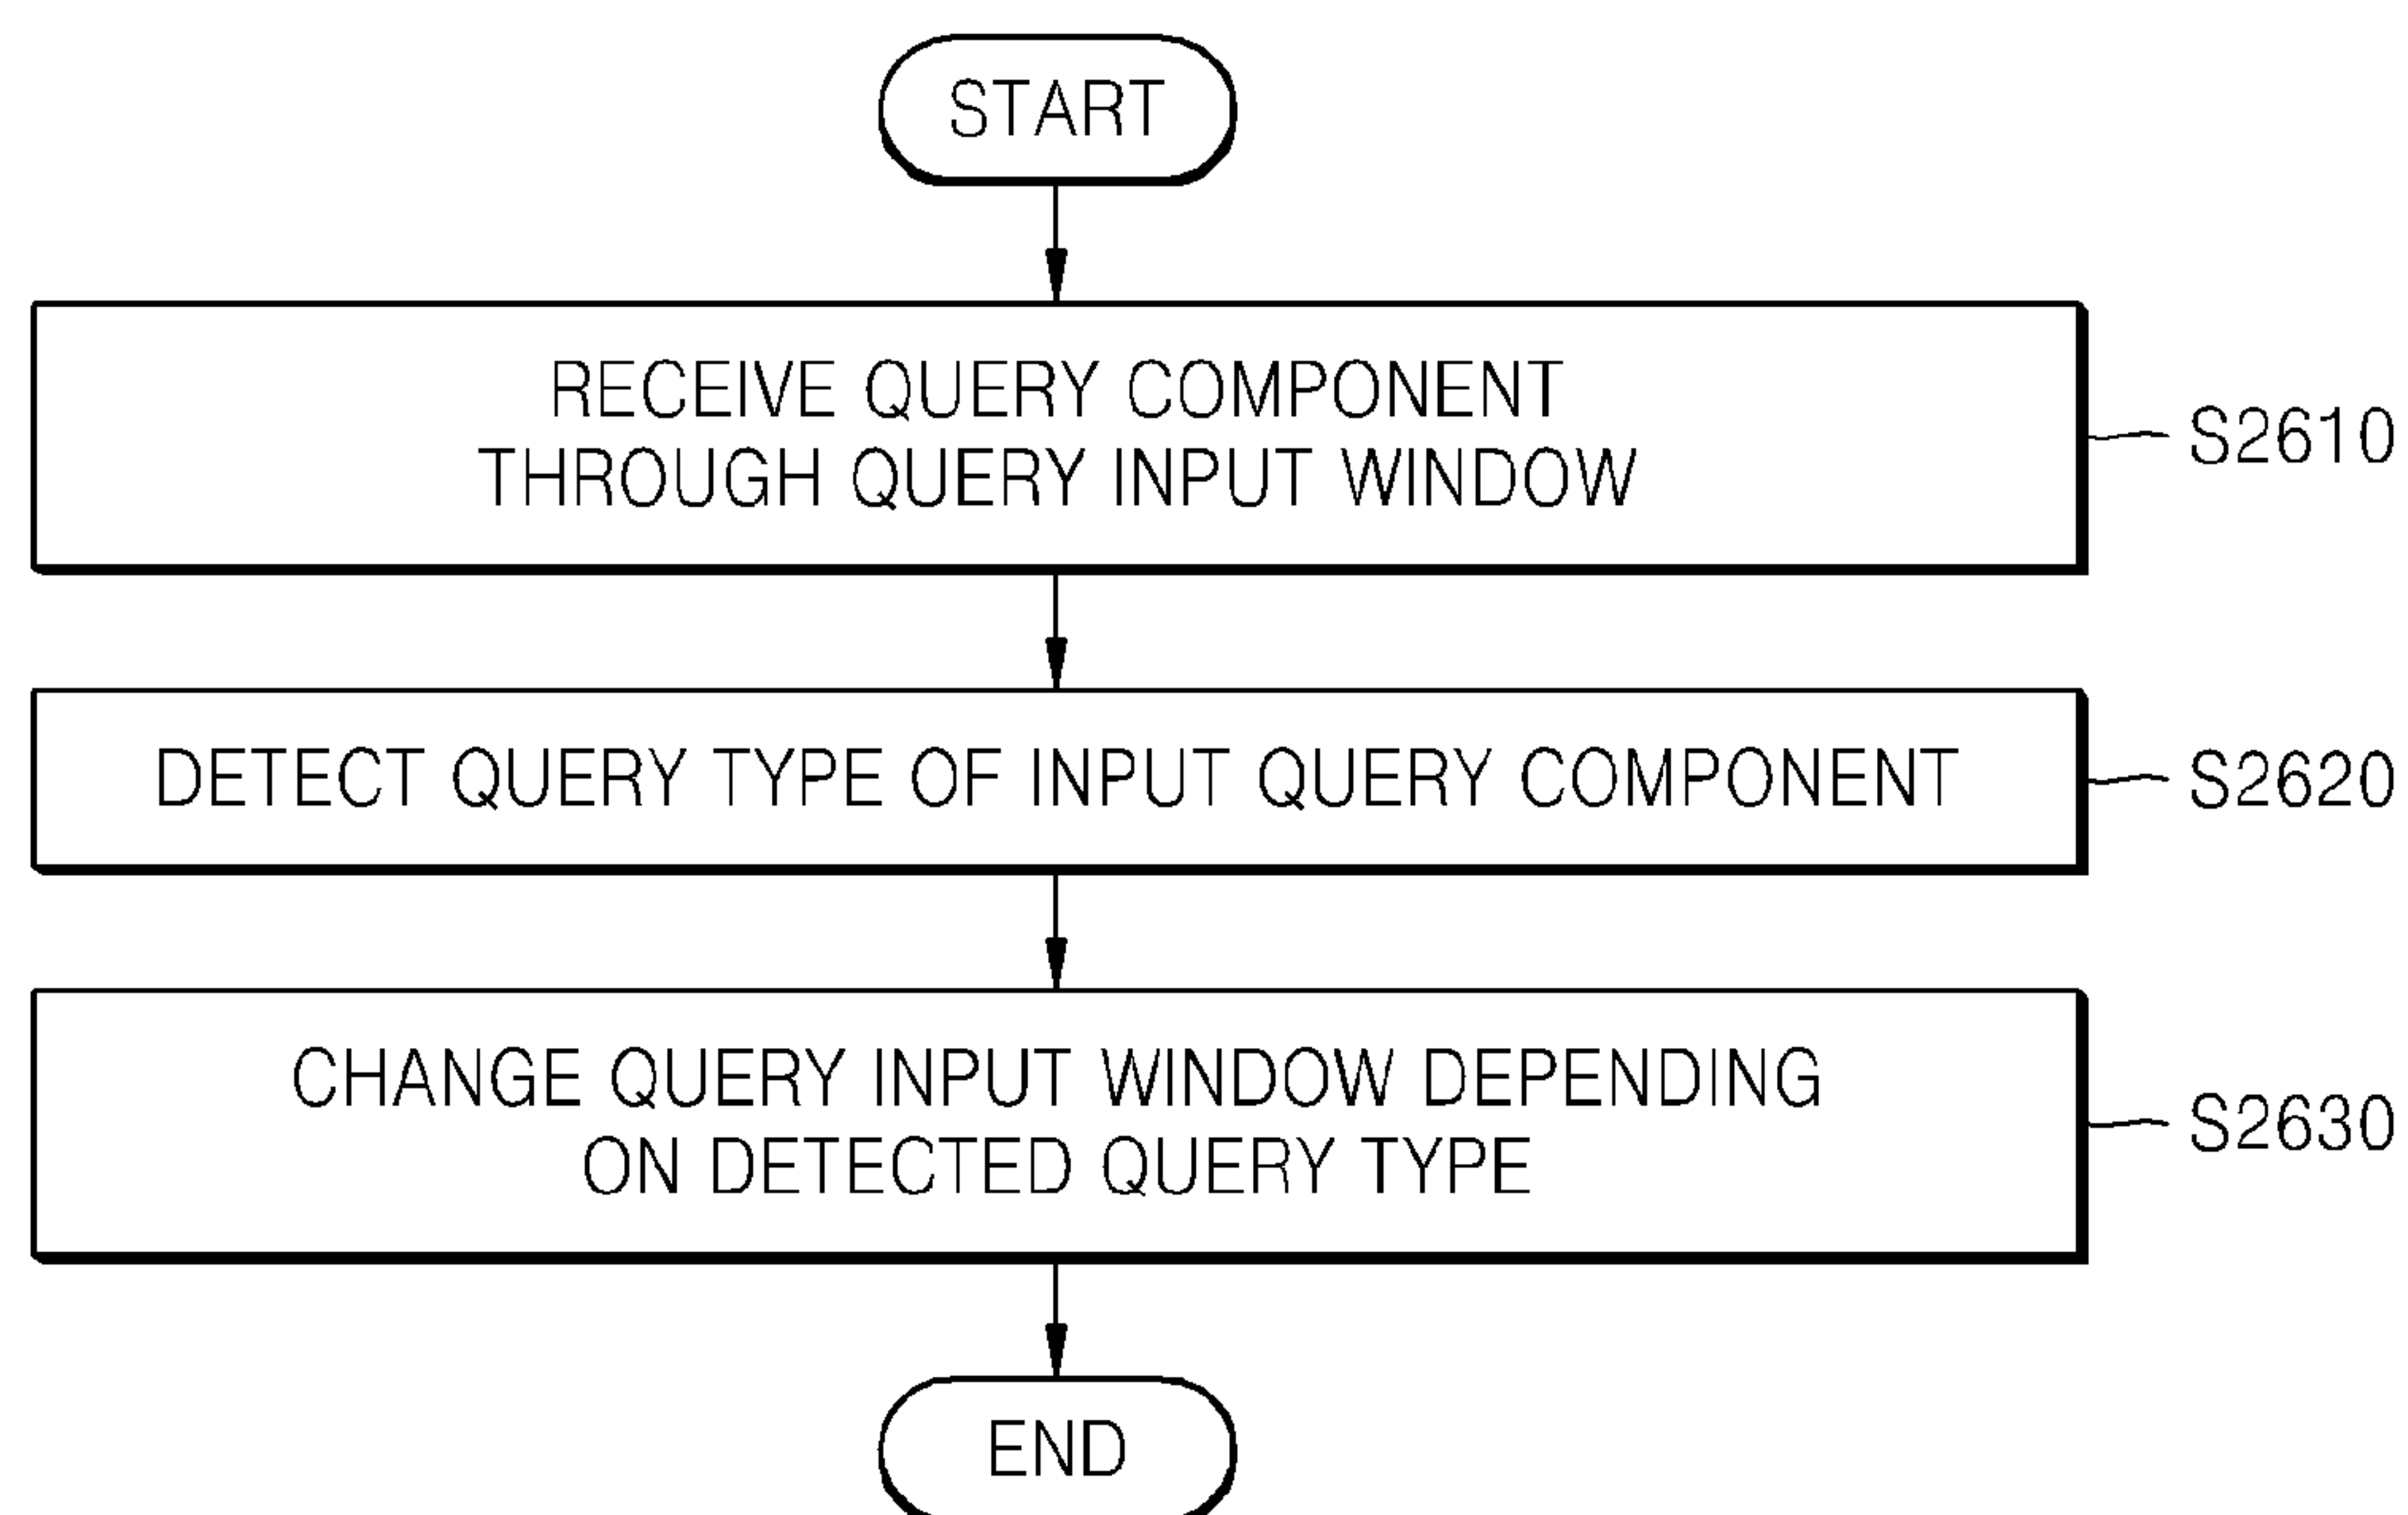 START
RECEIVE QUERY COMPONENT
THROUGH QUERY INPUT WINDOW
S2610
DETECT QUERY TYPE OF INPUT QUERY COMPONENT
S2620
CHANGE QUERY INPUT WINDOW DEPENDING
ON DETECTED QUERY TYPE
S2630
END